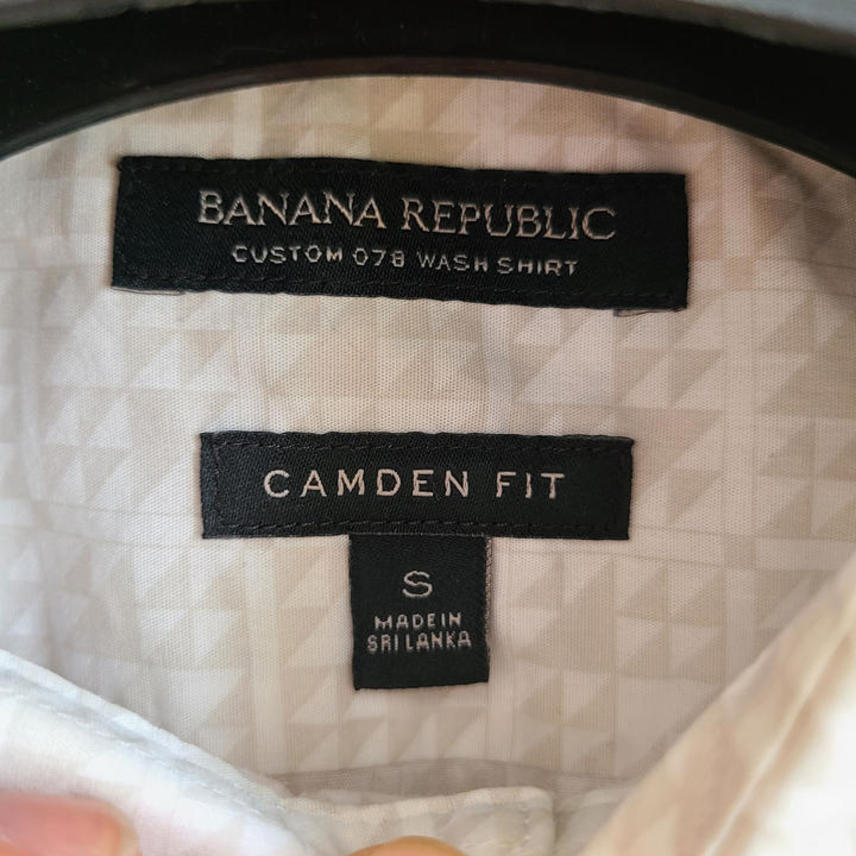 BANANA REPUBLIC
CUSTOM 078 WASH SHIRT
CAMDEN FIT
S
MADE IN
SRI LANKA